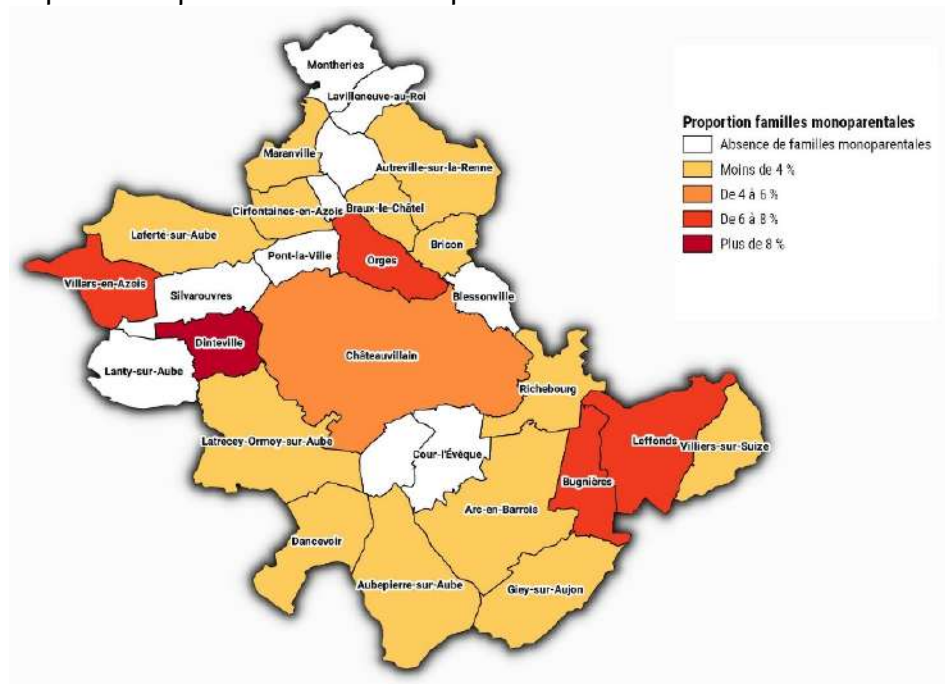 Montheries
Lavilleneuve-au-Roi
Proportion familles monoparentales
Absence de familles monoparentales
Moins de 4 %
De 4 à 6 %
De 6 à 8 %
Plus de 8 %
Maranville
Autreville-sur-la-Renne
Cirfontaines-en-Azois
Braux-le-Châtel
Laferté-sur-Aube
Bricon
Pont-la-Ville
Orges
Villars-en-Azois
Silvarouvres
Blessonville
Dinteville
Châteauvillain
Lanty-sur-Aube
Richebourg
Latrecey-Ormoy-sur-Aube
Cour-l'Évêque
Leffonds
Villiers-sur-Suize
Bugnières
Arc-en-Barrois
Dancevoir
Aubepierre-sur-Aube
Giey-sur-Aujon